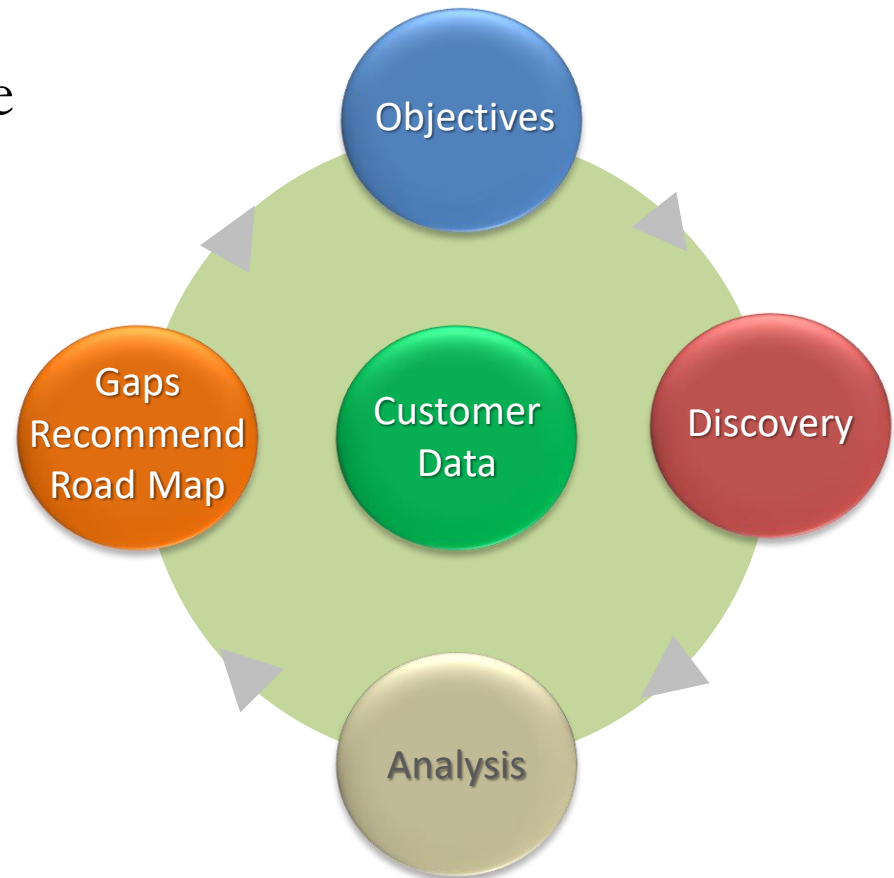 e
Objectives
Gaps
Recommend
Road Map
Customer
Data
Discovery
Analysis